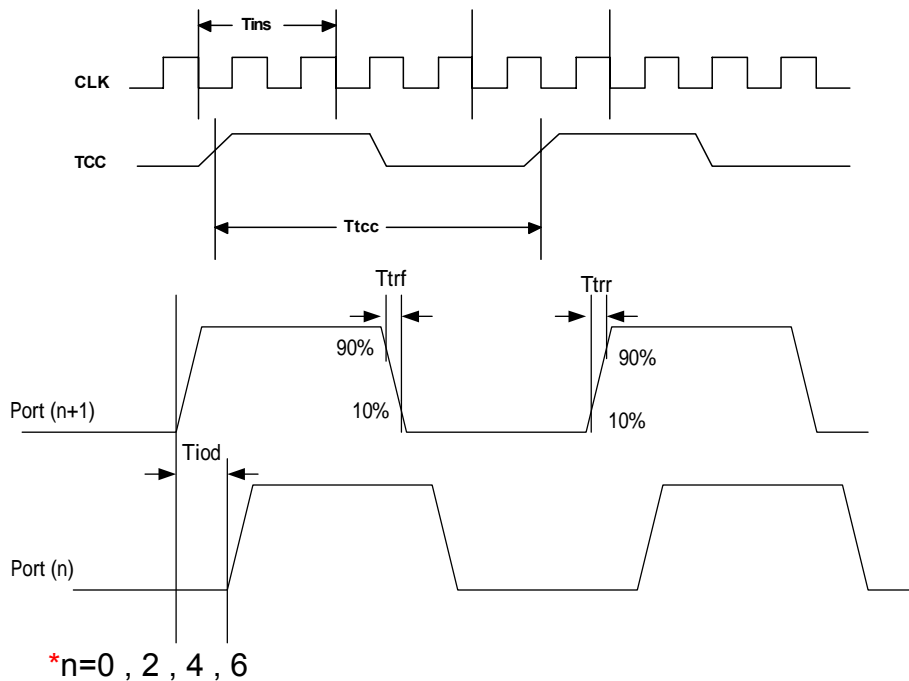 Tins
CLK
TCC
Ttcc
Ttrf
Ttrr
90%
90%
Port (n+1)
10%
10%
Tiod
Port (n)
*n=0 , 2 , 4 , 6